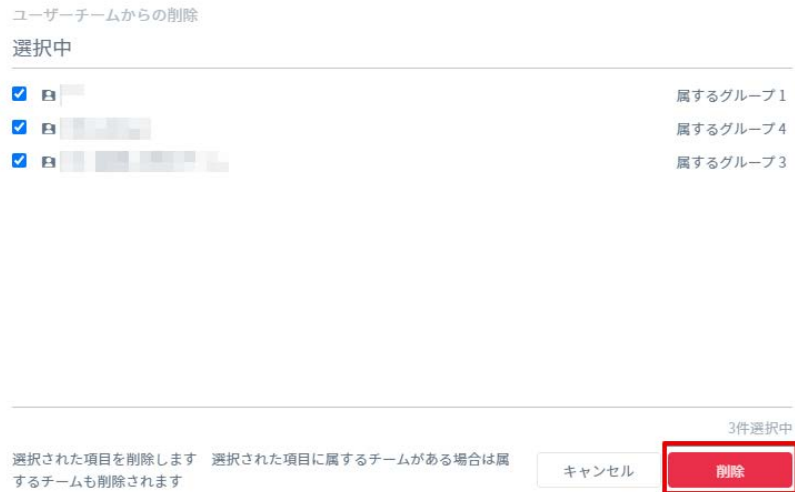 ユーザーチームからの削除
選択中
属するグループ 1
属するグループ 4
属するグループ 3
3件選択中
選択された項目を削除します　選択された項目に属するチームがある場合は属
するチームも削除されます
キャンセル
削除